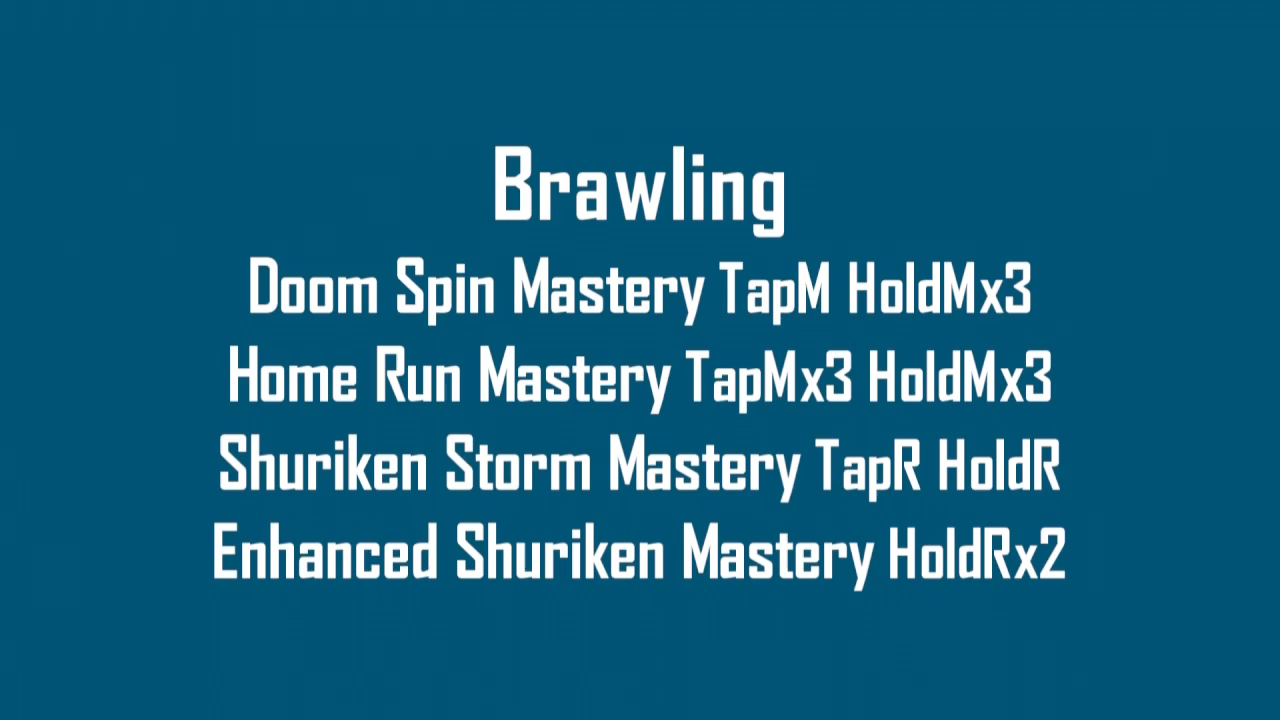 Brawling
Doom Spin Mastery TapM HoldMx3
Home Run Mastery TapMx3 HoldMx3
Shuriken Storm Mastery TapR HoldR
Enhanced Shuriken Mastery HoldRx2